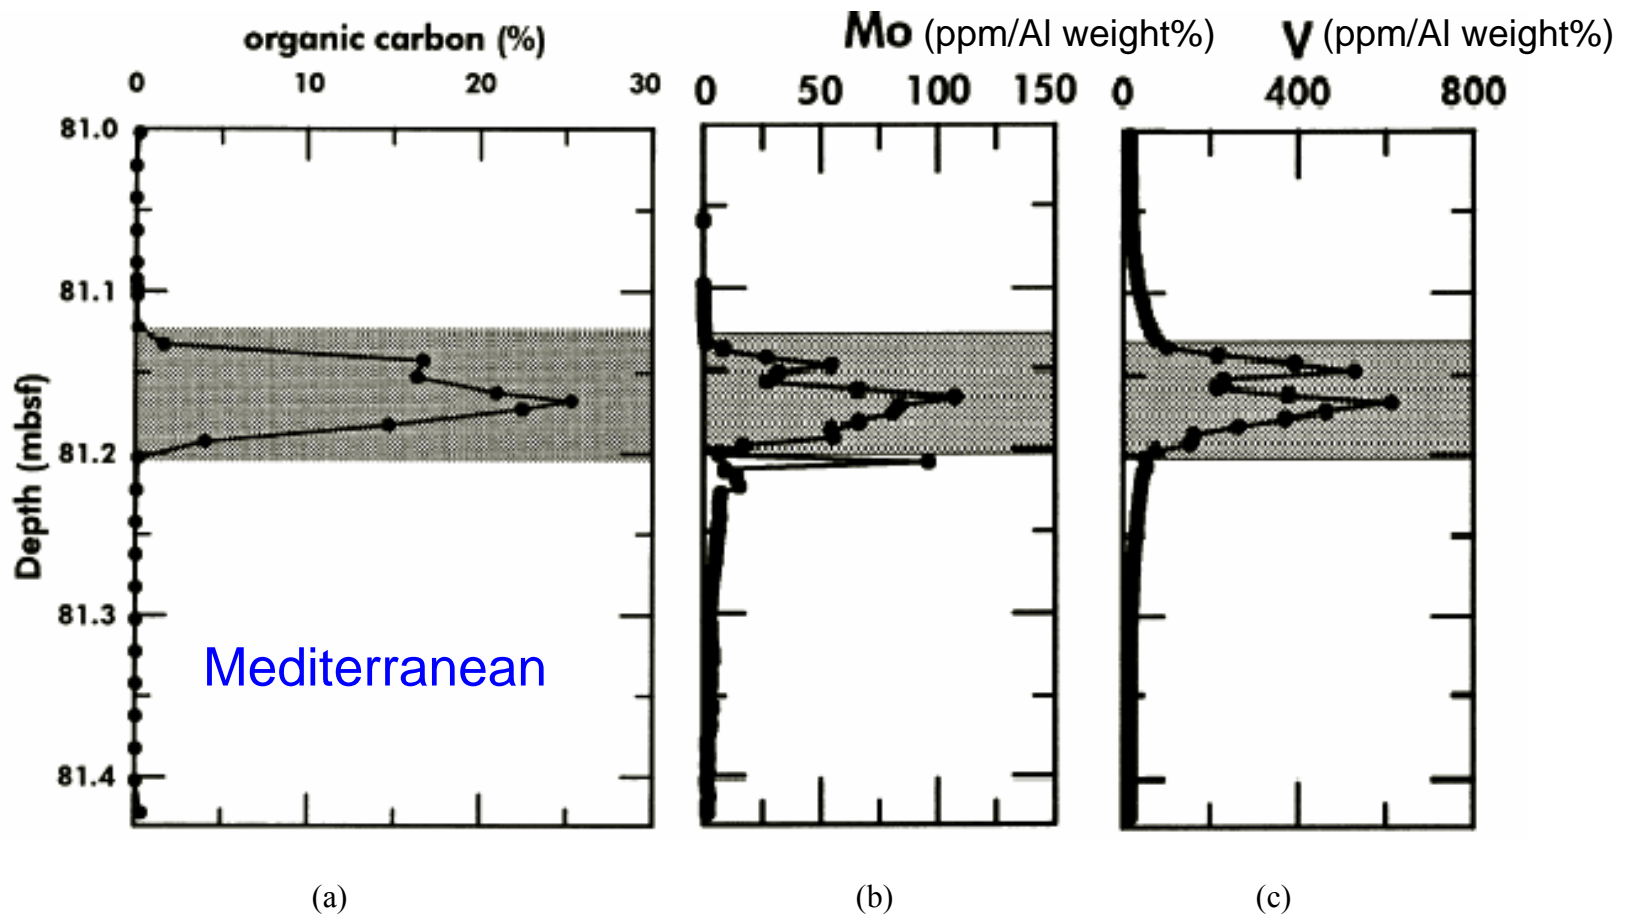 organic carbon (%)
Mo (ppm/Al weight%)
V (ppm/Al weight%)
0 10 20 30
0 50 100 150
0 400 800
81.0
81.1
81.2
81.3
81.4
Depth (mbsf)
Mediterranean
(a)
(b)
(c)